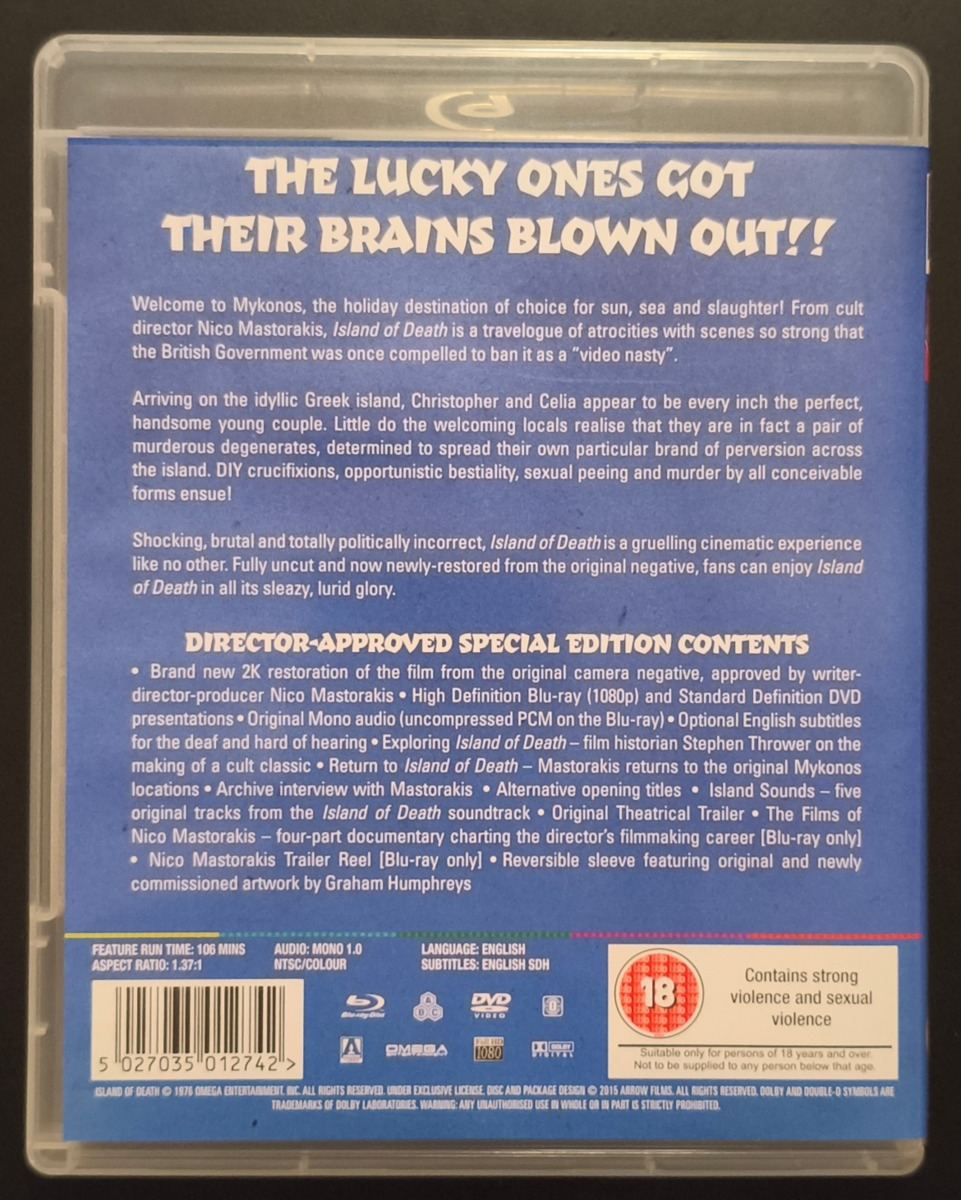 THE LUCKY ONES GOT
THEIR BRAINS BLOWN OUT!!
Welcome to Mykonos, the holiday destination of choice for sun, sea and slaughter! From cult
director Nico Mastorakis, Island of Death is a travelogue of atrocities with scenes so strong that
the British Government was once compelled to ban it as a "video nasty".
Arriving on the idyllic Greek island, Christopher and Celia appear to be every inch the perfect,
handsome young couple. Little do the welcoming locals realise that they are in fact a pair of
murderous degenerates, determined to spread their own particular brand of perversion across
the island. DIY crucifixions, opportunistic bestiality, sexual peeing and murder by all conceivable
forms ensue!
Shocking, brutal and totally politically incorrect, Island of Death is a gruelling cinematic experience
like no other. Fully uncut and now newly-restored from the original negative, fans can enjoy Island
of Death in all its sleazy, lurid glory.
DIRECTOR-APPROVED SPECIAL EDITION CONTENTS
• Brand new 2K restoration of the film from the original camera negative, approved by writer-
director-producer Nico Mastorakis • High Definition Blu-ray (1080p) and Standard Definition DVD
presentations • Original Mono audio (uncompressed PCM on the Blu-ray) • Optional English subtitles
for the deaf and hard of hearing • Exploring Island of Death – film historian Stephen Thrower on the
making of a cult classic • Return to Island of Death – Mastorakis returns to the original Mykonos
locations • Archive interview with Mastorakis • Alternative opening titles • Island Sounds – five
original tracks from the Island of Death soundtrack • Original Theatrical Trailer • The Films of
Nico Mastorakis – four-part documentary charting the director's filmmaking career [Blu-ray only]
• Nico Mastorakis Trailer Reel [Blu-ray only] • Reversible sleeve featuring original and newly
commissioned artwork by Graham Humphreys
FEATURE RUN TIME: 106 MINS AUDIO: MONO 1.0 LANGUAGE: ENGLISH
ASPECT RATIO: 1.37:1 NTSC/COLOUR SUBTITLES: ENGLISH SDH
18
Contains strong
violence and sexual
violence
Suitable only for persons of 18 years and over.
Not to be supplied to any person below that age.
Blu-ray Disc A B C DVD VIDEO 0
A OMEGA Full HD 1080 DOLBY DIGITAL
5 027035 012742 >
ISLAND OF DEATH © 1976 OMEGA ENTERTAINMENT, INC. ALL RIGHTS RESERVED. UNDER EXCLUSIVE LICENSE. DISC AND PACKAGE DESIGN © 2015 ARROW FILMS. ALL RIGHTS RESERVED. DOLBY AND DOUBLE-D SYMBOLS ARE
TRADEMARKS OF DOLBY LABORATORIES. WARNING: ANY UNAUTHORISED USE IN WHOLE OR IN PART IS STRICTLY PROHIBITED.